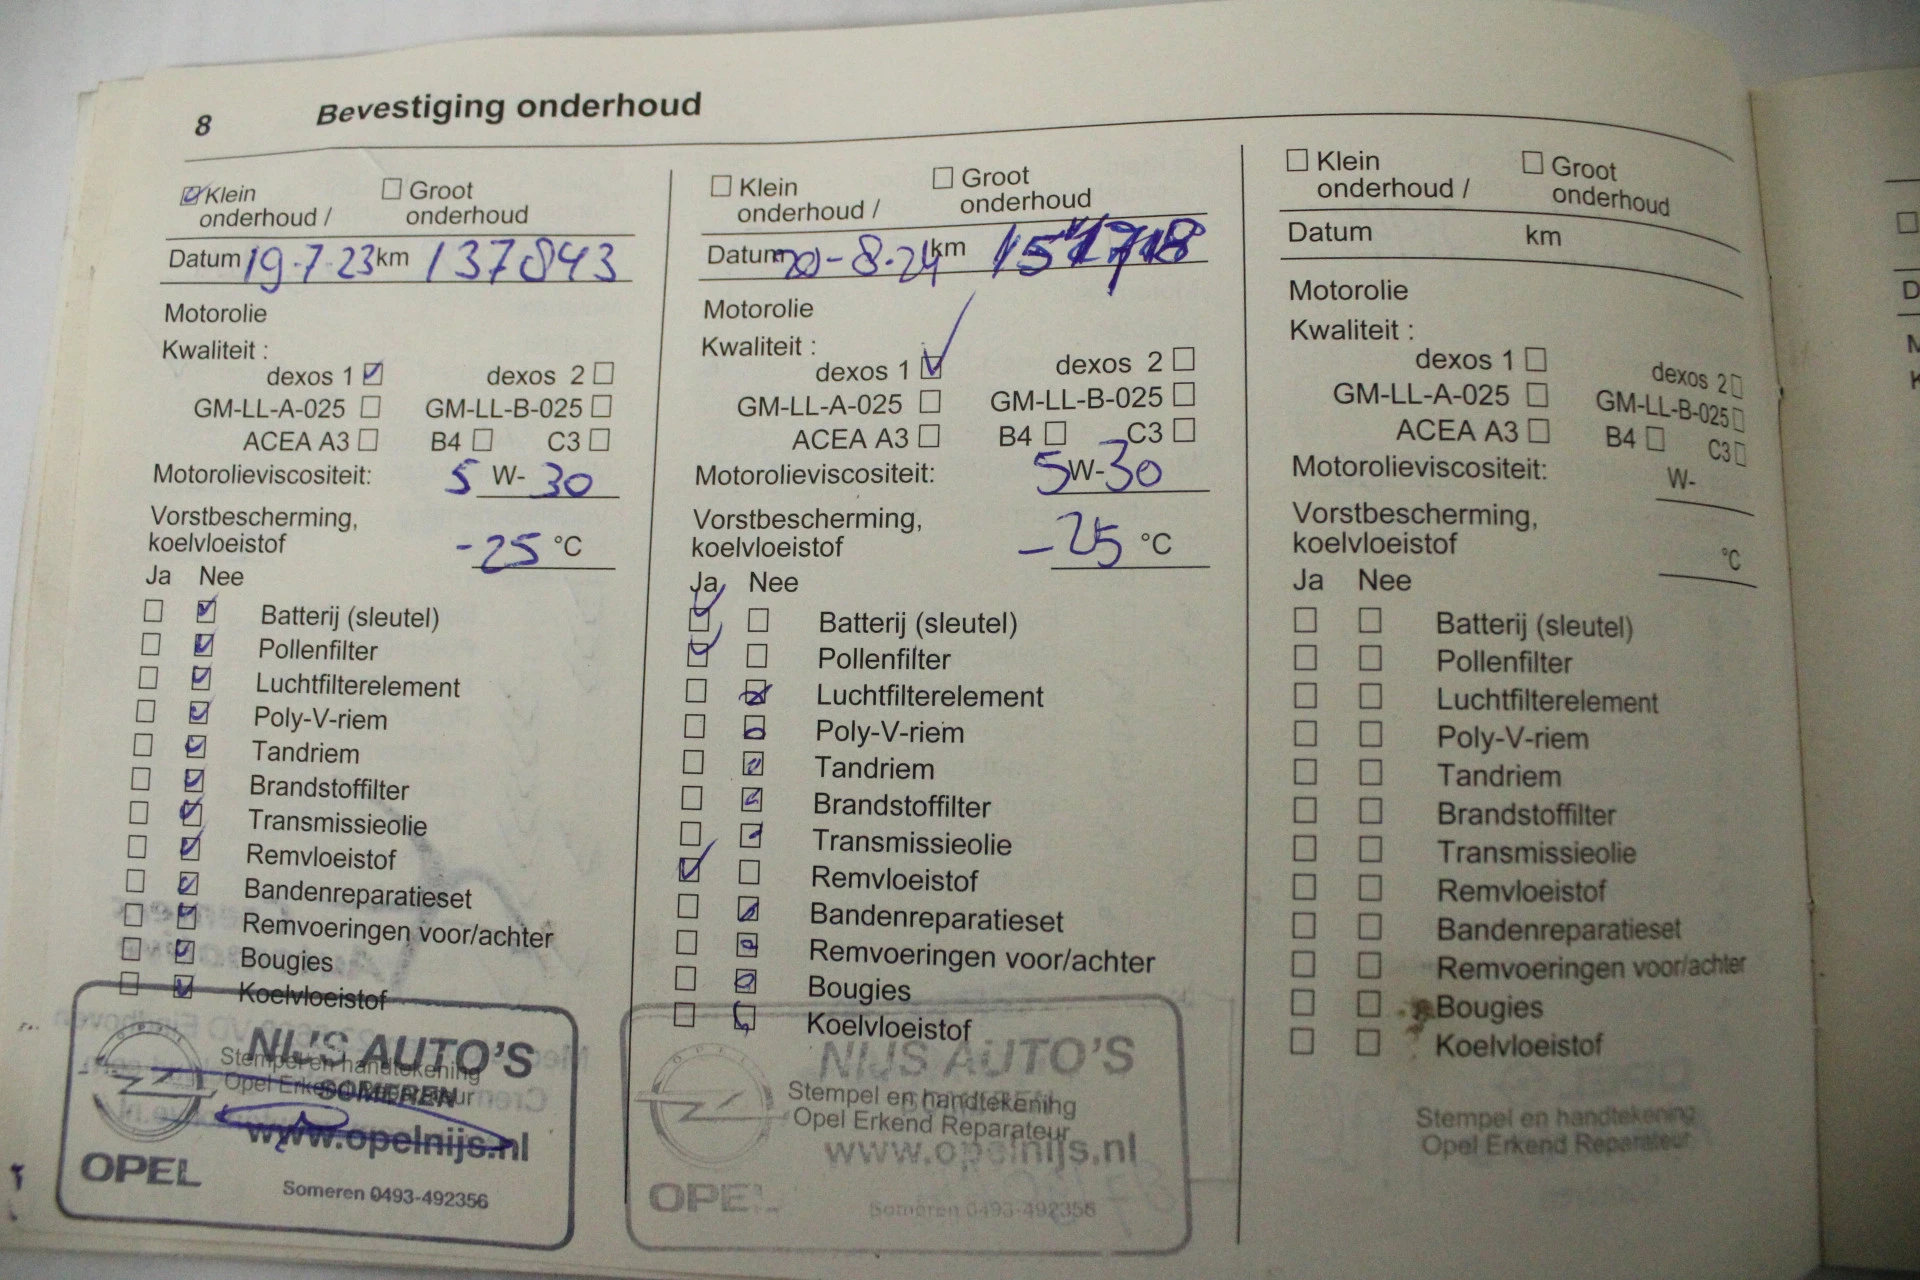 8 Bevestiging onderhoud
Klein onderhoud / Groot onderhoud
Datum 19-7-23 km 137843
Motorolie
Kwaliteit :
dexos 1 dexos 2
GM-LL-A-025 GM-LL-B-025
ACEA A3 B4 C3
Motorolieviscositeit: 5 W- 30
Vorstbescherming,
koelvloeistof -25 °C
Ja Nee
Batterij (sleutel)
Pollenfilter
Luchtfilterelement
Poly-V-riem
Tandriem
Brandstoffilter
Transmissieolie
Remvloeistof
Bandenreparatieset
Remvoeringen voor/achter
Bougies
Koelvloeistof
NIJS AUTO'S
Stempel en handtekening
Opel Erkend Reparateur
SOMEREN
www.opelnijs.nl
OPEL
Someren 0493-492356
Klein onderhoud / Groot onderhoud
Datum 20-8-24 km
Motorolie
Kwaliteit :
dexos 1 dexos 2
GM-LL-A-025 GM-LL-B-025
ACEA A3 B4 C3
Motorolieviscositeit: 5 W- 30
Vorstbescherming,
koelvloeistof -25 °C
Ja Nee
Batterij (sleutel)
Pollenfilter
Luchtfilterelement
Poly-V-riem
Tandriem
Brandstoffilter
Transmissieolie
Remvloeistof
Bandenreparatieset
Remvoeringen voor/achter
Bougies
Koelvloeistof
NIJS AUTO'S
Stempel en handtekening
Opel Erkend Reparateur
www.opelnijs.nl
OPEL
Someren 0493-492356
Klein onderhoud / Groot onderhoud
Datum km
Motorolie
Kwaliteit :
dexos 1 dexos 2
GM-LL-A-025 GM-LL-B-025
ACEA A3 B4 C3
Motorolieviscositeit: W-
Vorstbescherming,
koelvloeistof °C
Ja Nee
Batterij (sleutel)
Pollenfilter
Luchtfilterelement
Poly-V-riem
Tandriem
Brandstoffilter
Transmissieolie
Remvloeistof
Bandenreparatieset
Remvoeringen voor/achter
Bougies
Koelvloeistof
Stempel en handtekening
Opel Erkend Reparateur